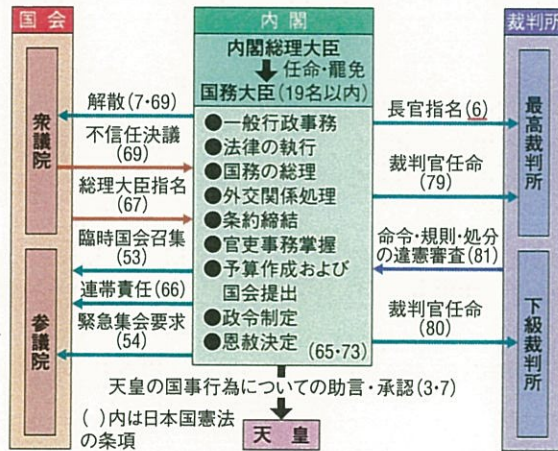 国会
衆議院
参議院
解散(7・69)
不信任決議
(69)
総理大臣指名
(67)
臨時国会召集
(53)
連帯責任(66)
緊急集会要求
(54)
内閣
内閣総理大臣
任命・罷免
国務大臣(19名以内)
●一般行政事務
●法律の執行
●国務の総理
●外交関係処理
●条約締結
●官吏事務掌握
●予算作成および
国会提出
●政令制定
●恩赦決定
(65・73)
長官指名(6)
裁判官任命
(79)
命令・規則・処分
の違憲審査(81)
裁判官任命
(80)
裁判所
最高裁判所
下級裁判所
天皇の国事行為についての助言・承認(3・7)
天皇
( )内は日本国憲法
の条項